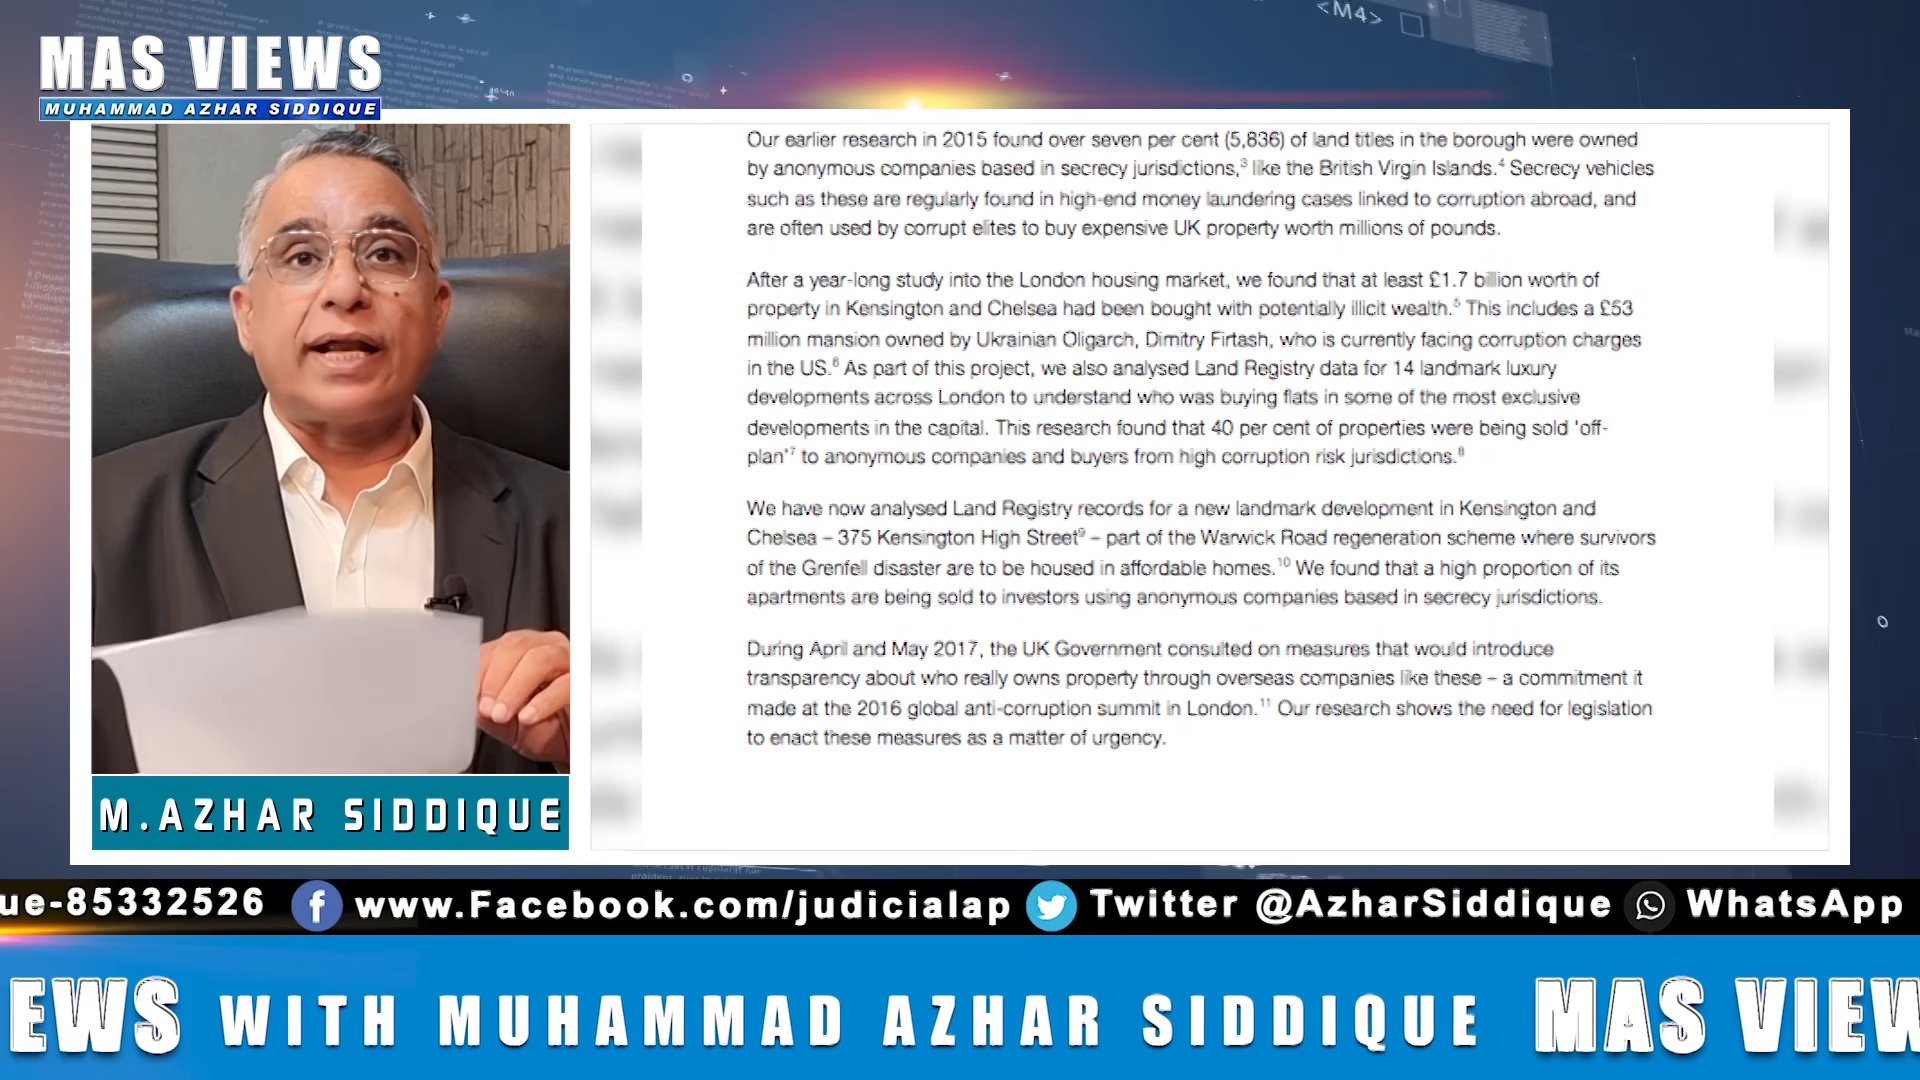 <M4>
MAS VIEWS
MUHAMMAD AZHAR SIDDIQUE
Our earlier research in 2015 found over seven per cent (5,836) of land titles in the borough were owned
by anonymous companies based in secrecy jurisdictions,³ like the British Virgin Islands.⁴ Secrecy vehicles
such as these are regularly found in high-end money laundering cases linked to corruption abroad, and
are often used by corrupt elites to buy expensive UK property worth millions of pounds.
After a year-long study into the London housing market, we found that at least £1.7 billion worth of
property in Kensington and Chelsea had been bought with potentially illicit wealth.⁵ This includes a £53
million mansion owned by Ukrainian Oligarch, Dimitry Firtash, who is currently facing corruption charges
in the US.⁶ As part of this project, we also analysed Land Registry data for 14 landmark luxury
developments across London to understand who was buying flats in some of the most exclusive
developments in the capital. This research found that 40 per cent of properties were being sold 'off-
plan'⁷ to anonymous companies and buyers from high corruption risk jurisdictions.⁸
We have now analysed Land Registry records for a new landmark development in Kensington and
Chelsea – 375 Kensington High Street⁹ – part of the Warwick Road regeneration scheme where survivors
of the Grenfell disaster are to be housed in affordable homes.¹⁰ We found that a high proportion of its
apartments are being sold to investors using anonymous companies based in secrecy jurisdictions.
During April and May 2017, the UK Government consulted on measures that would introduce
transparency about who really owns property through overseas companies like these – a commitment it
made at the 2016 global anti-corruption summit in London.¹¹ Our research shows the need for legislation
to enact these measures as a matter of urgency.
M.AZHAR SIDDIQUE
ue-85332526 www.Facebook.com/judicialap Twitter @AzharSiddique WhatsApp
EWS WITH MUHAMMAD AZHAR SIDDIQUE MAS VIEW